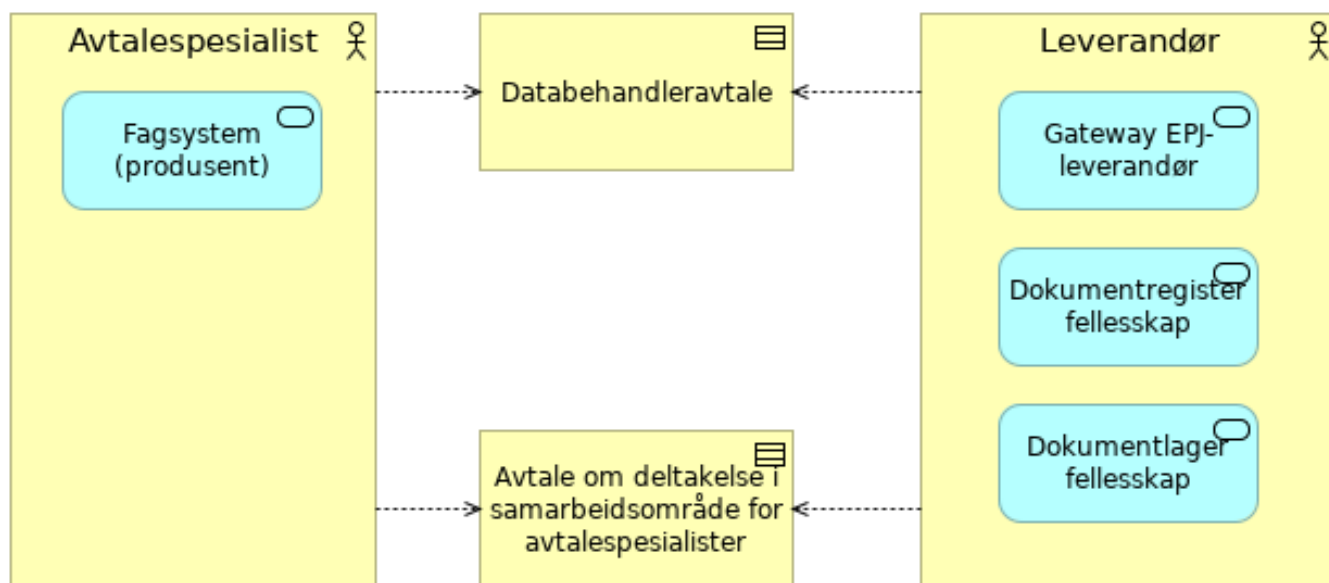 Avtalespesialist
Fagsystem
(produsent)
Databehandleravtale
Avtale om deltakelse i
samarbeidsområde for
avtalespesialister
Leverandør
Gateway EPJ-
leverandør
Dokumentregister
fellesskap
Dokumentlager
fellesskap